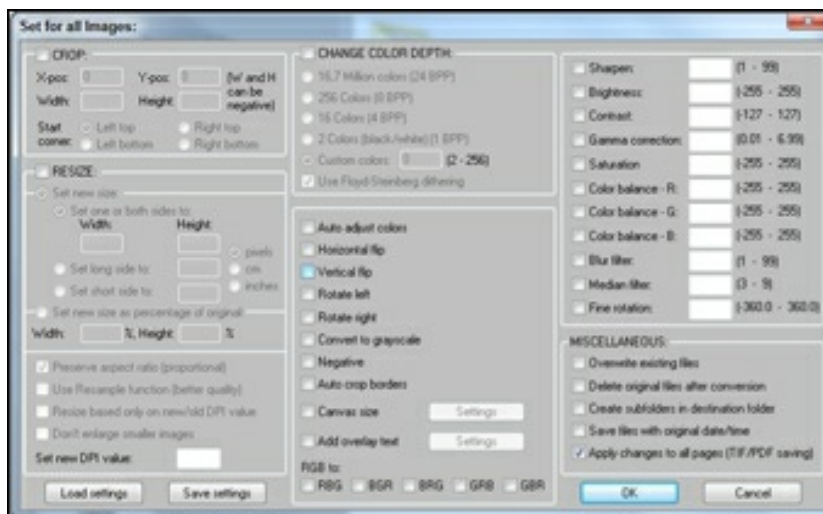 Set for all Images:
CROP:
X-pos: 0 Y-pos: 0 (W and H can be negative)
Width: Height:
Start corner: Left top Right top
Left bottom Right bottom
RESIZE:
Set new size:
Set one or both sides to:
Width: Height:
pixels
cm
inches
Set long side to:
Set short side to:
Set new size as percentage of original:
Width: %, Height: %
Preserve aspect ratio (proportional)
Use Resample function (better quality)
Resize based only on new/old DPI value
Don't enlarge smaller images
Set new DPI value:
Load settings Save settings
CHANGE COLOR DEPTH:
16,7 Million colors (24 BPP)
256 Colors (8 BPP)
16 Colors (4 BPP)
2 Colors (black/white) (1 BPP)
Custom colors: 0 (2 - 256)
Use Floyd-Steinberg dithering
Auto adjust colors
Horizontal flip
Vertical flip
Rotate left
Rotate right
Convert to grayscale
Negative
Auto crop borders
Canvas size Settings
Add overlay text Settings
RGB to:
RBG BGR BRG GRB GBR
Sharpen: (1 - 99)
Brightness: (-255 - 255)
Contrast: (-127 - 127)
Gamma correction: (0.01 - 6.99)
Saturation (-255 - 255)
Color balance - R: (-255 - 255)
Color balance - G: (-255 - 255)
Color balance - B: (-255 - 255)
Blur filter: (1 - 99)
Median filter: (3 - 9)
Fine rotation: (-360.0 - 360.0)
MISCELLANEOUS:
Overwrite existing files
Delete original files after conversion
Create subfolders in destination folder
Save files with original date/time
Apply changes to all pages (TIF/PDF saving)
OK Cancel